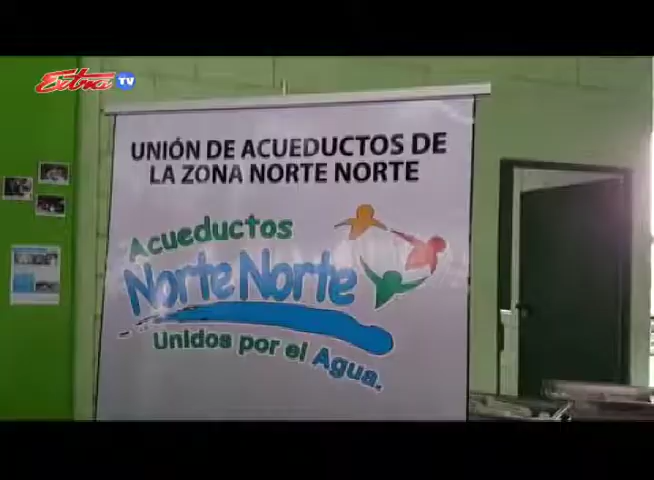 Extra TV
UNIÓN DE ACUEDUCTOS DE
LA ZONA NORTE NORTE
Acueductos
Norte Norte
Unidos por el Agua.